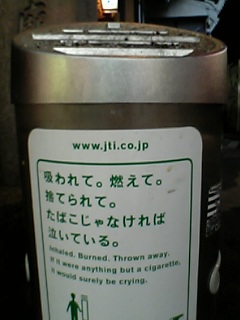 www.jti.co.jp
吸われて。燃えて。
捨てられて。
たばこじゃなければ
泣いている。
Inhaled. Burned. Thrown away.
If it were anything but a cigarette,
it would surely be crying.